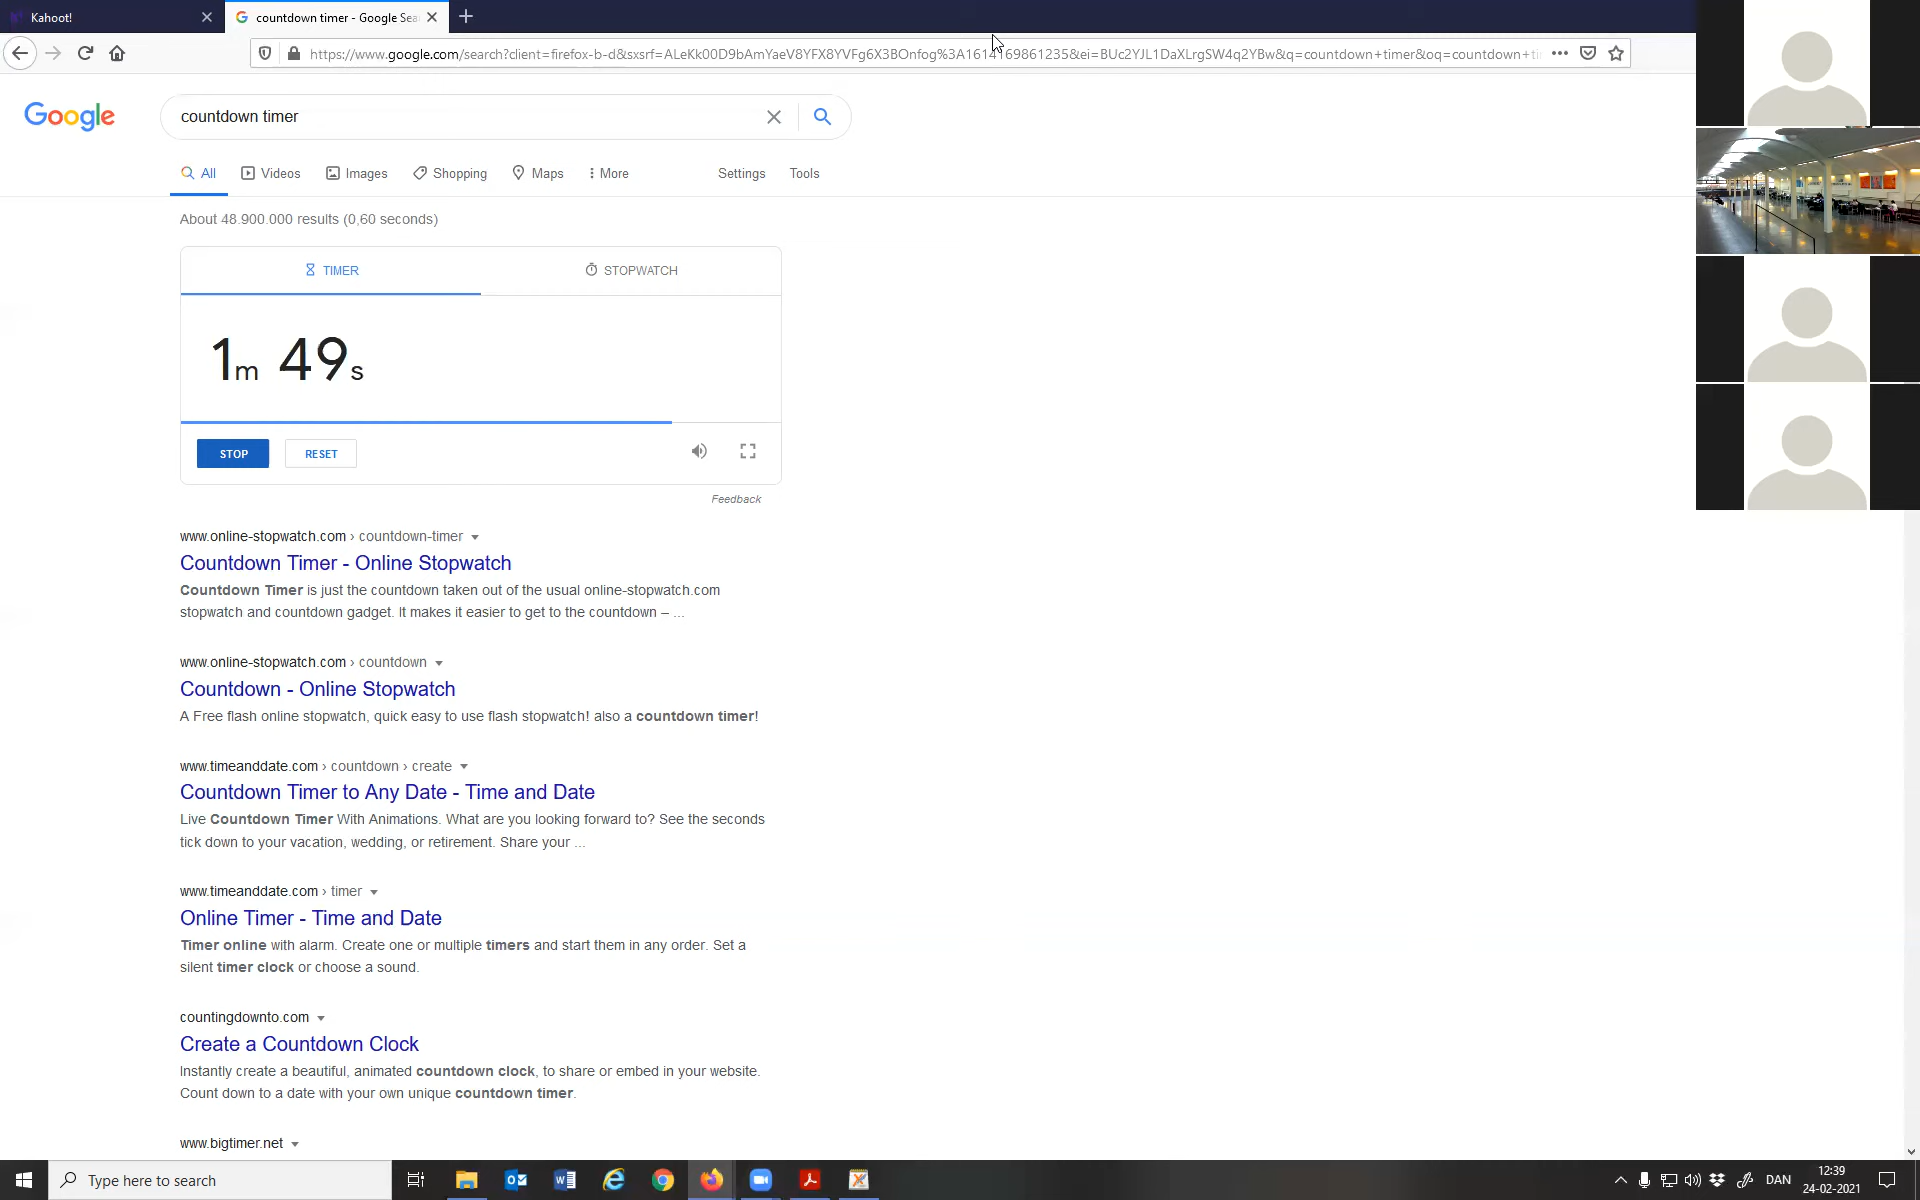 Kahoot!
countdown timer - Google Sea
https://www.google.com/search?client=firefox-b-d&sxsrf=ALeKk00D9bAmYaeV8YFX8YVFg6X3BOnfog%3A1614169861235&ei=BUc2YJL1DaXLrgSW4q2YBw&q=countdown+timer&oq=countdown+ti
Google
countdown timer
All Videos Images Shopping Maps More Settings Tools
About 48.900.000 results (0,60 seconds)
TIMER STOPWATCH
1m 49s
STOP RESET
Feedback
www.online-stopwatch.com › countdown-timer
Countdown Timer - Online Stopwatch
Countdown Timer is just the countdown taken out of the usual online-stopwatch.com
stopwatch and countdown gadget. It makes it easier to get to the countdown – ...
www.online-stopwatch.com › countdown
Countdown - Online Stopwatch
A Free flash online stopwatch, quick easy to use flash stopwatch! also a countdown timer!
www.timeanddate.com › countdown › create
Countdown Timer to Any Date - Time and Date
Live Countdown Timer With Animations. What are you looking forward to? See the seconds
tick down to your vacation, wedding, or retirement. Share your ...
www.timeanddate.com › timer
Online Timer - Time and Date
Timer online with alarm. Create one or multiple timers and start them in any order. Set a
silent timer clock or choose a sound.
countingdownto.com
Create a Countdown Clock
Instantly create a beautiful, animated countdown clock, to share or embed in your website.
Count down to a date with your own unique countdown timer.
www.bigtimer.net
Type here to search
DAN
12:39
24-02-2021